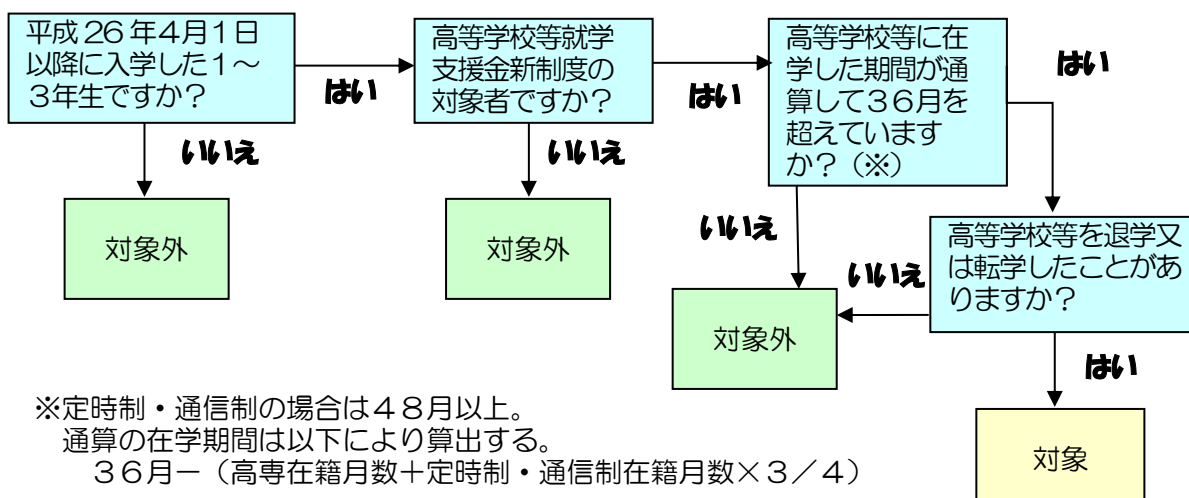 平成26年4月1日
以降に入学した1～
3年生ですか？
はい
いいえ
対象外
高等学校等就学
支援金新制度の
対象者ですか？
はい
いいえ
対象外
高等学校等に在
学した期間が通
算して３６月を
超えています
か？（※）
はい
いいえ
対象外
高等学校等を退学又
は転学したことがあ
りますか？
いいえ
はい
対象
※定時制・通信制の場合は４８月以上。
通算の在学期間は以下により算出する。
３６月－（高専在籍月数＋定時制・通信制在籍月数×３／４）